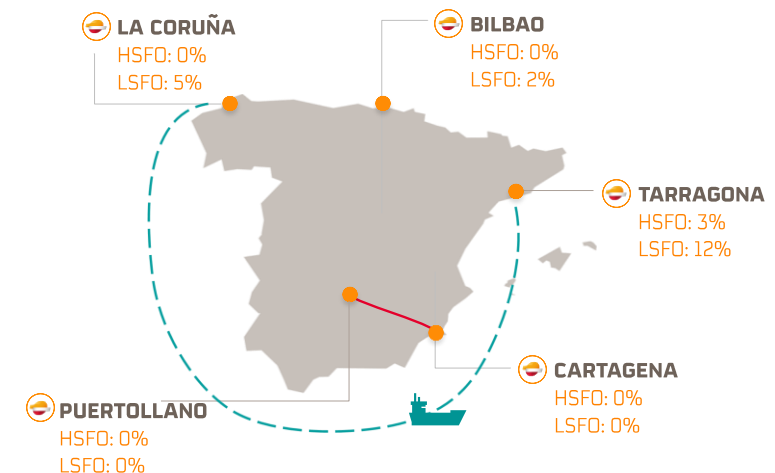 LA CORUÑA
HSFO: 0%
LSFO: 5%
BILBAO
HSFO: 0%
LSFO: 2%
TARRAGONA
HSFO: 3%
LSFO: 12%
CARTAGENA
HSFO: 0%
LSFO: 0%
PUERTOLLANO
HSFO: 0%
LSFO: 0%